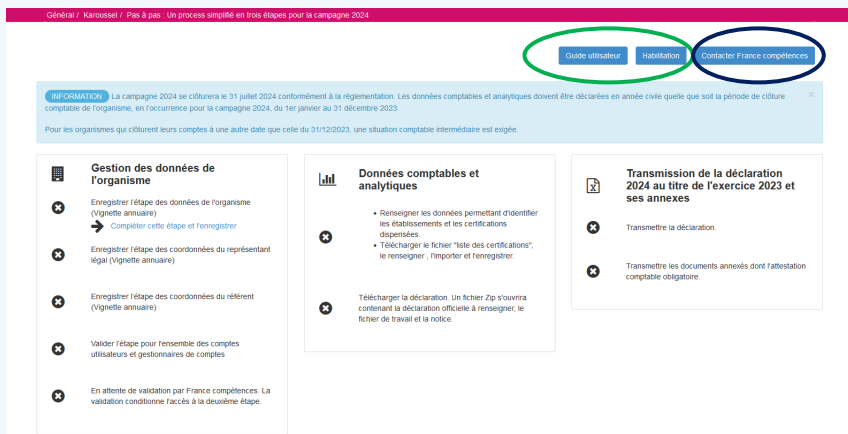 Général / Karoussel / Pas à pas : Un process simplifié en trois étapes pour la campagne 2024
Guide utilisateur
Habilitation
Contacter France compétences
INFORMATION La campagne 2024 se clôturera le 31 juillet 2024 conformément à la réglementation. Les données comptables et analytiques doivent être déclarées en année civile quelle que soit la période de clôture
comptable de l'organisme, en l'occurrence pour la campagne 2024, du 1er janvier au 31 décembre 2023.
Pour les organismes qui clôturent leurs comptes à une autre date que celle du 31/12/2023, une situation comptable intermédiaire est exigée.
Gestion des données de
l'organisme
Enregistrer l'étape des données de l'organisme
(Vignette annuaire)
Compléter cette étape et l'enregistrer
Enregistrer l'étape des coordonnées du représentant
légal (Vignette annuaire)
Enregistrer l'étape des coordonnées du référent
(Vignette annuaire)
Valider l'étape pour l'ensemble des comptes
utilisateurs et gestionnaires de comptes
En attente de validation par France compétences. La
validation conditionne l'accès à la deuxième étape.
Données comptables et
analytiques
• Renseigner les données permettant d'identifier
les établissements et les certifications
dispensées.
• Télécharger le fichier "liste des certifications",
le renseigner , l'importer et l'enregistrer.
Télécharger la déclaration. Un fichier Zip s'ouvrira
contenant la déclaration officielle à renseigner, le
fichier de travail et la notice.
Transmission de la déclaration
2024 au titre de l'exercice 2023 et
ses annexes
Transmettre la déclaration.
Transmettre les documents annexés dont l'attestation
comptable obligatoire.